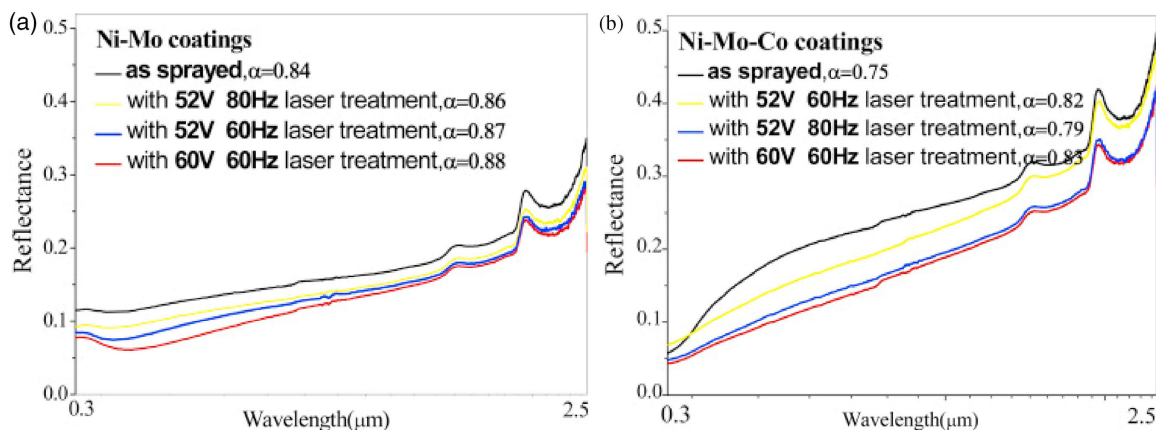 (a)
0.5
0.4
0.3
0.2
0.1
0.0
Reflectance
Ni-Mo coatings
as sprayed,α=0.84
with 52V 80Hz laser treatment,α=0.86
with 52V 60Hz laser treatment,α=0.87
with 60V 60Hz laser treatment,α=0.88
0.3
2.5
Wavelength(μm)
(b)
0.5
0.4
0.3
0.2
0.1
0.0
Reflectance
Ni-Mo-Co coatings
as sprayed,α=0.75
with 52V 60Hz laser treatment,α=0.82
with 52V 80Hz laser treatment,α=0.79
with 60V 60Hz laser treatment,α=0.83
0.3
2.5
Wavelength(μm)